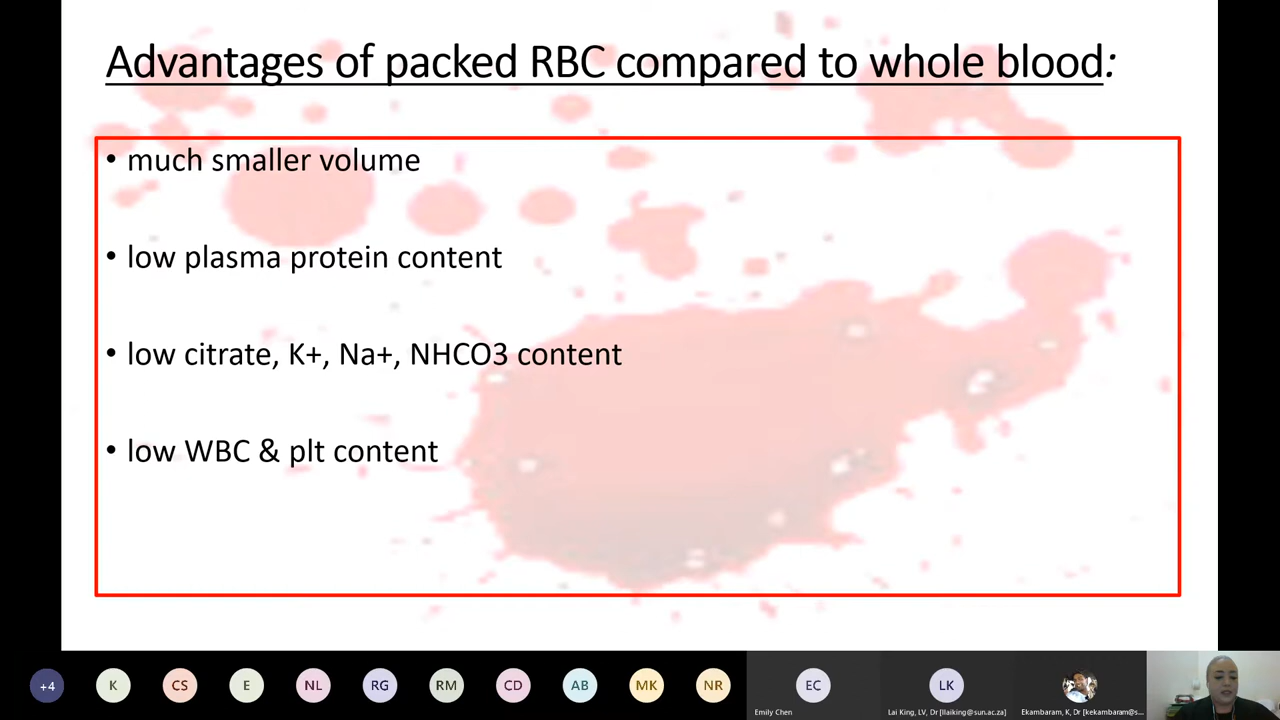 Advantages of packed RBC compared to whole blood:
• much smaller volume
• low plasma protein content
• low citrate, K+, Na+, NHCO3 content
• low WBC & plt content
+4 K CS E NL RG RM CD AB MK NR EC LK
Emily Chen Lai King, LV, Dr [llaiking@sun.ac.za] Ekambaram, K, Dr [kekambaram@s...